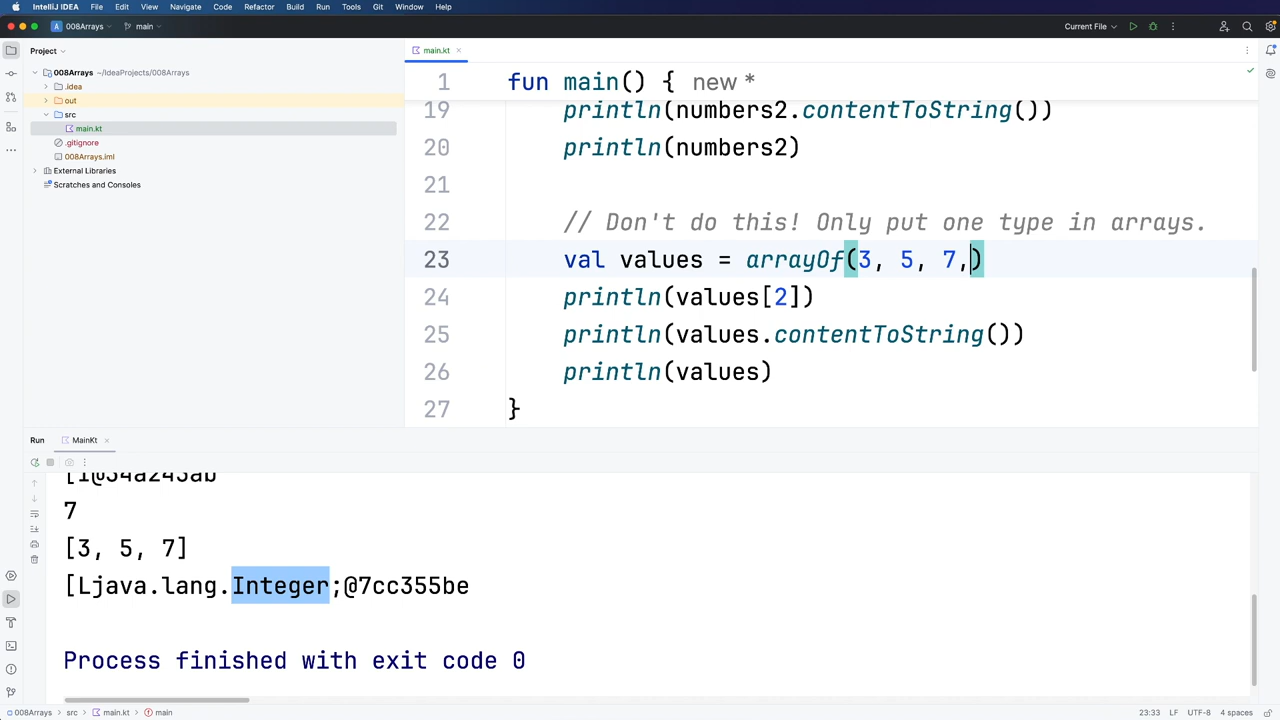 IntelliJ IDEA File Edit View Navigate Code Refactor Build Run Tools Git Window Help
A 008Arrays main Current File
Project
main.kt
008Arrays ~/IdeaProjects/008Arrays
.idea
out
src
main.kt
.gitignore
008Arrays.iml
External Libraries
Scratches and Consoles
1 fun main() { new *
19 println(numbers2.contentToString())
20 println(numbers2)
21
22 // Don't do this! Only put one type in arrays.
23 val values = arrayOf(3, 5, 7,)
24 println(values[2])
25 println(values.contentToString())
26 println(values)
27 }
Run MainKt
[I@34a245ab
7
[3, 5, 7]
[Ljava.lang.Integer;@7cc355be
Process finished with exit code 0
008Arrays src main.kt main 23:33 LF UTF-8 4 spaces